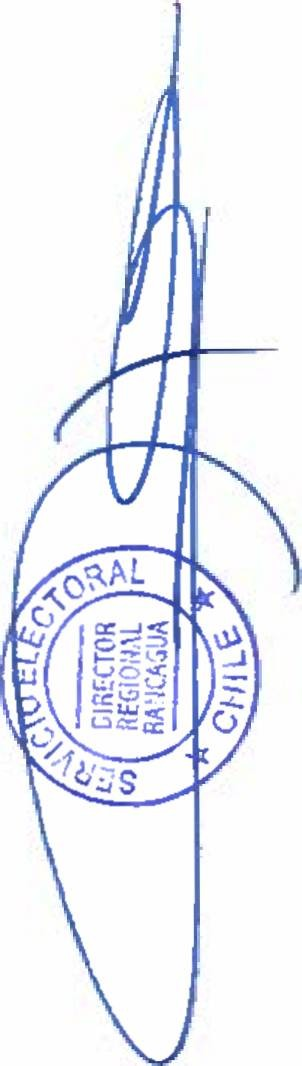 SERVICIO ELECTORAL
DIRECTOR
REGIONAL
RANCAGUA
★ CHILE ★